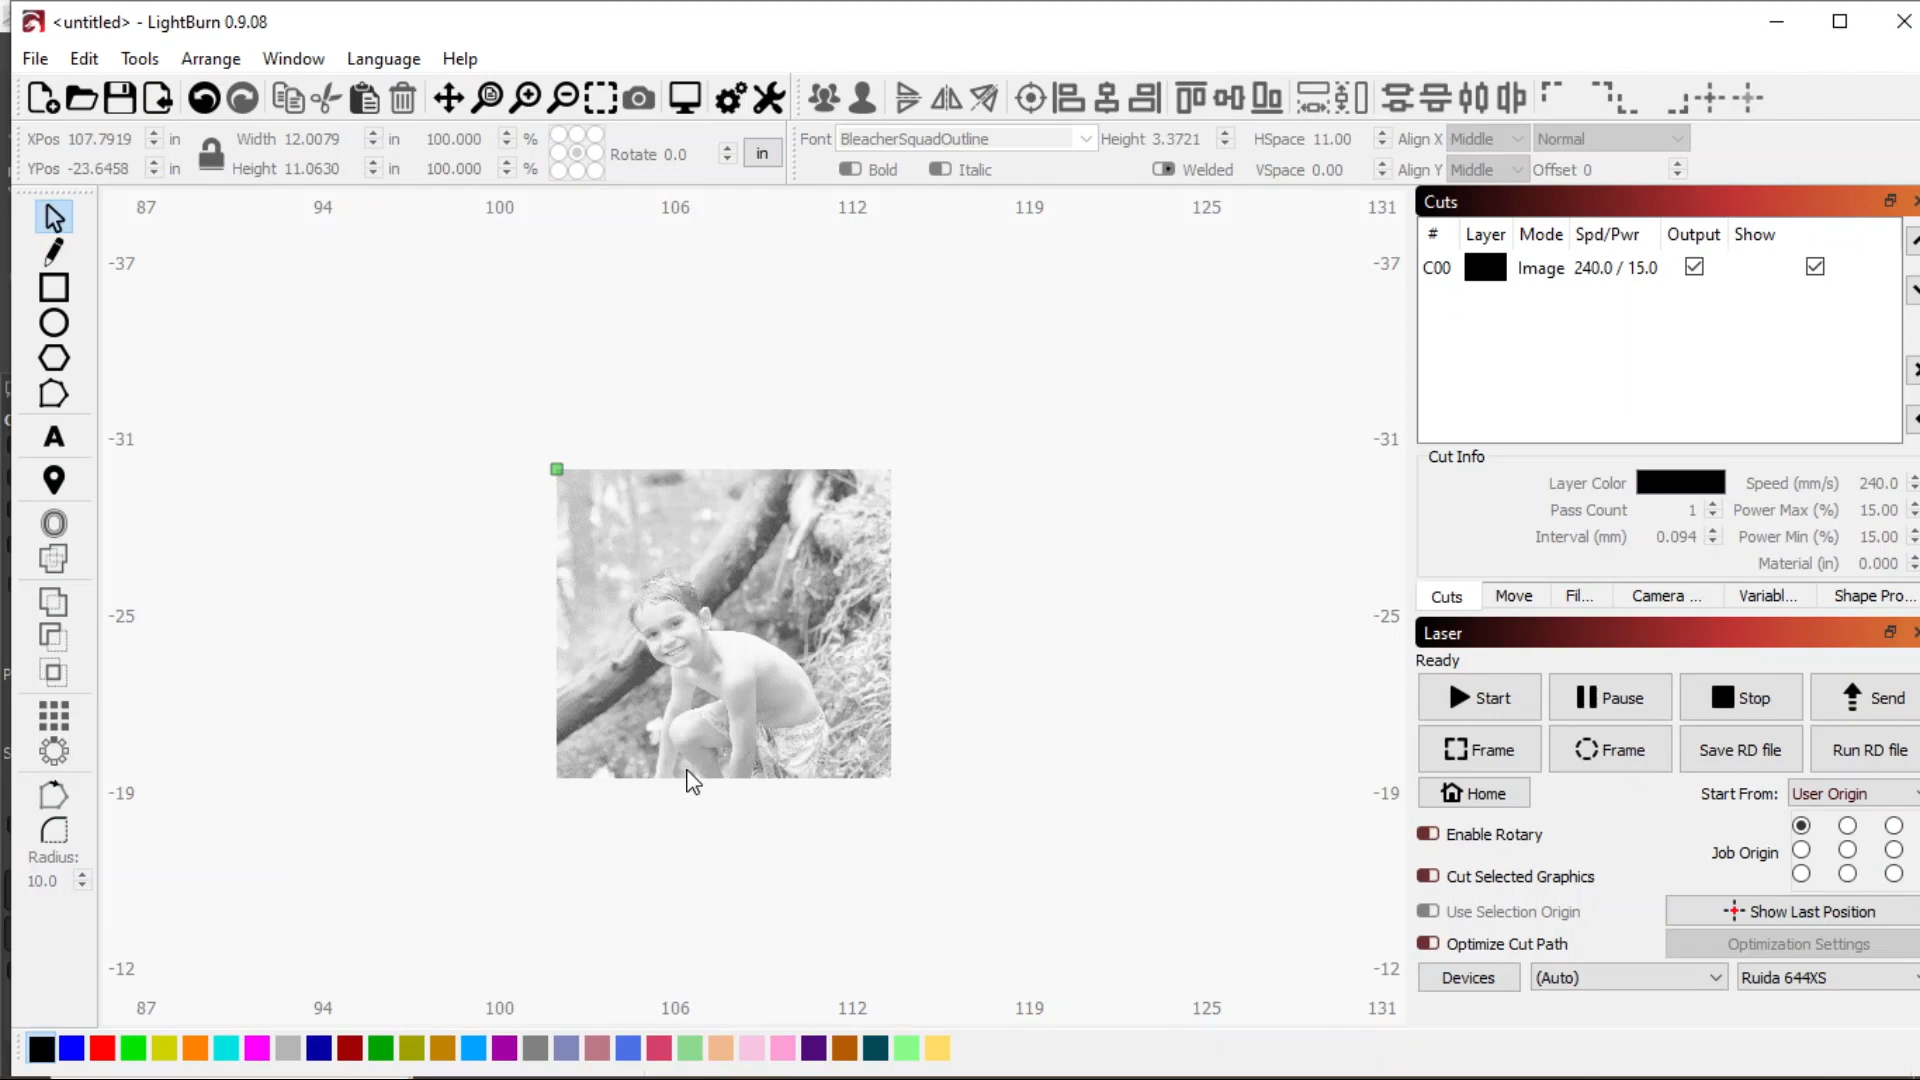 <untitled> - LightBurn 0.9.08
File Edit Tools Arrange Window Language Help
XPos 107.7919 in Width 12.0079 in 100.000 % Rotate 0.0 in Font BleacherSquadOutline Height 3.3721 HSpace 11.00 Align X Middle Normal
YPos -23.6458 in Height 11.0630 in 100.000 % Bold Italic Welded VSpace 0.00 Align Y Middle Offset 0
87 94 100 106 112 119 125 131
-37 -37
-31 -31
-25 -25
-19 -19
-12 -12
87 94 100 106 112 119 125 131
A
Radius:
10.0
Cuts
# Layer Mode Spd/Pwr Output Show
C00 Image 240.0 / 15.0
Cut Info
Layer Color Speed (mm/s) 240.0
Pass Count 1 Power Max (%) 15.00
Interval (mm) 0.094 Power Min (%) 15.00
Material (in) 0.000
Cuts Move Fil... Camera ... Variabl... Shape Pro...
Laser
Ready
Start Pause Stop Send
Frame Frame Save RD file Run RD file
Home Start From: User Origin
Enable Rotary
Job Origin
Cut Selected Graphics
Use Selection Origin Show Last Position
Optimize Cut Path Optimization Settings
Devices (Auto) Ruida 644XS